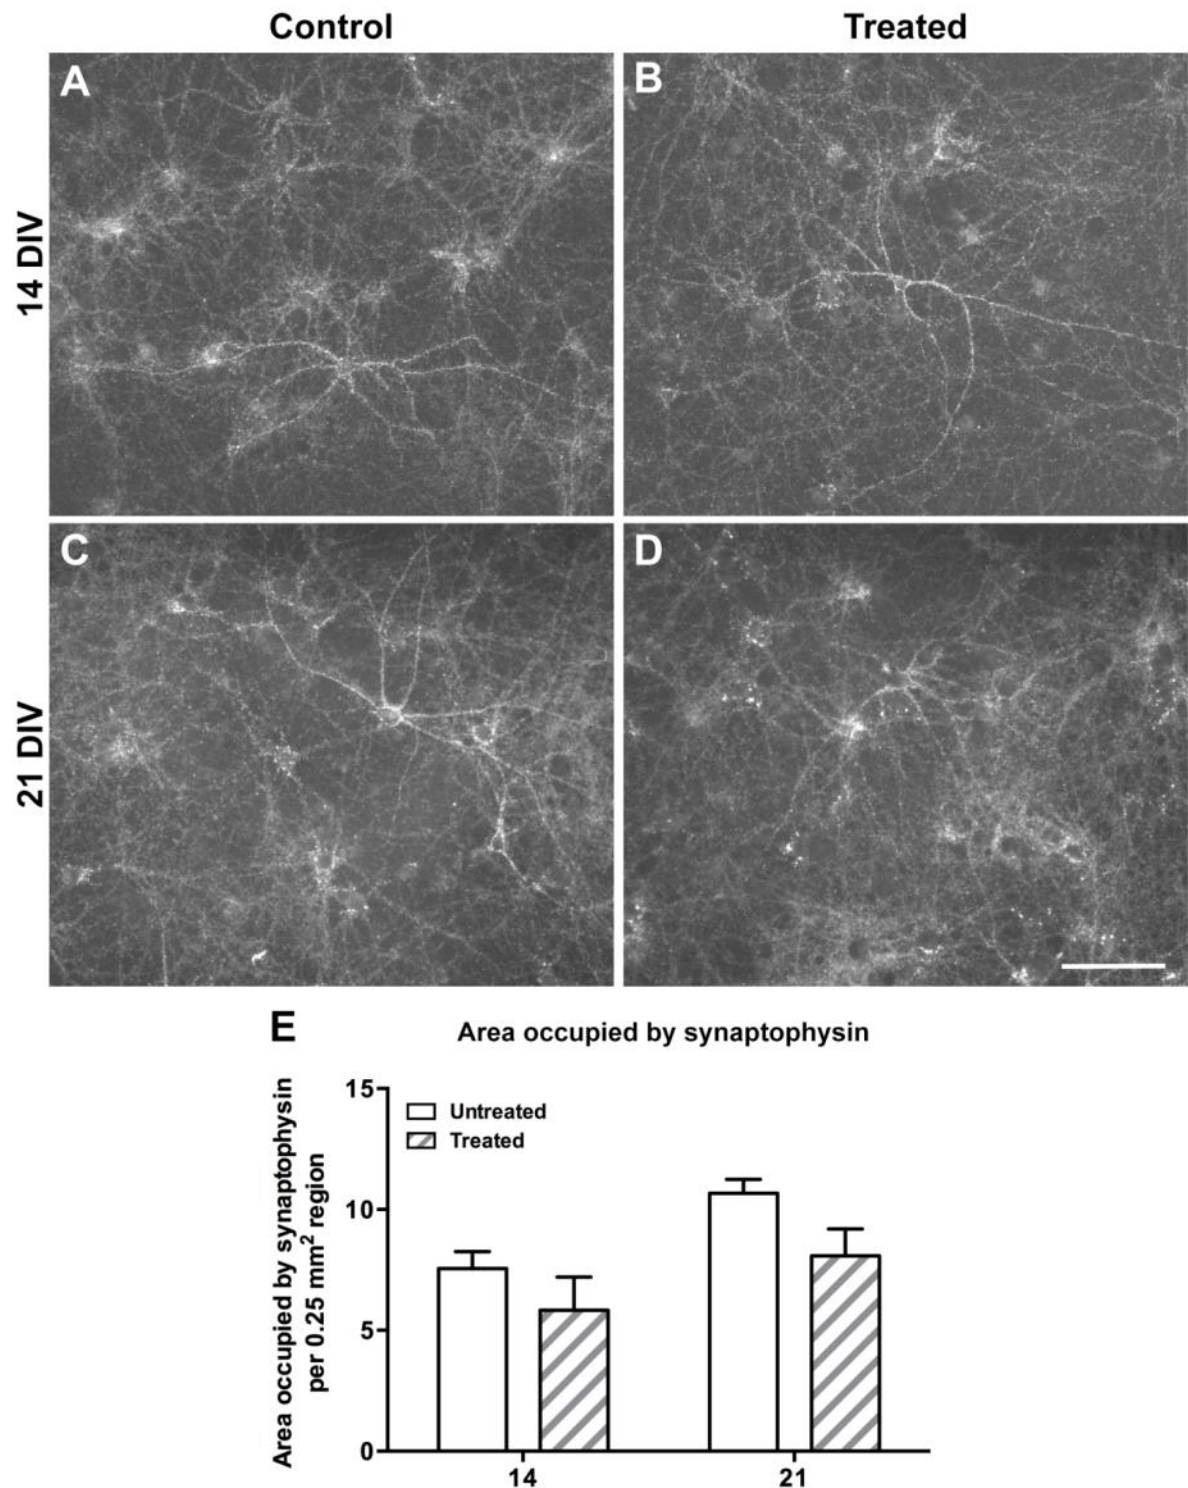 Control
Treated
A
B
14 DIV
C
D
21 DIV
E
Area occupied by synaptophysin
Area occupied by synaptophysin
per 0.25 mm² region
15
10
5
0
Untreated
Treated
14
21